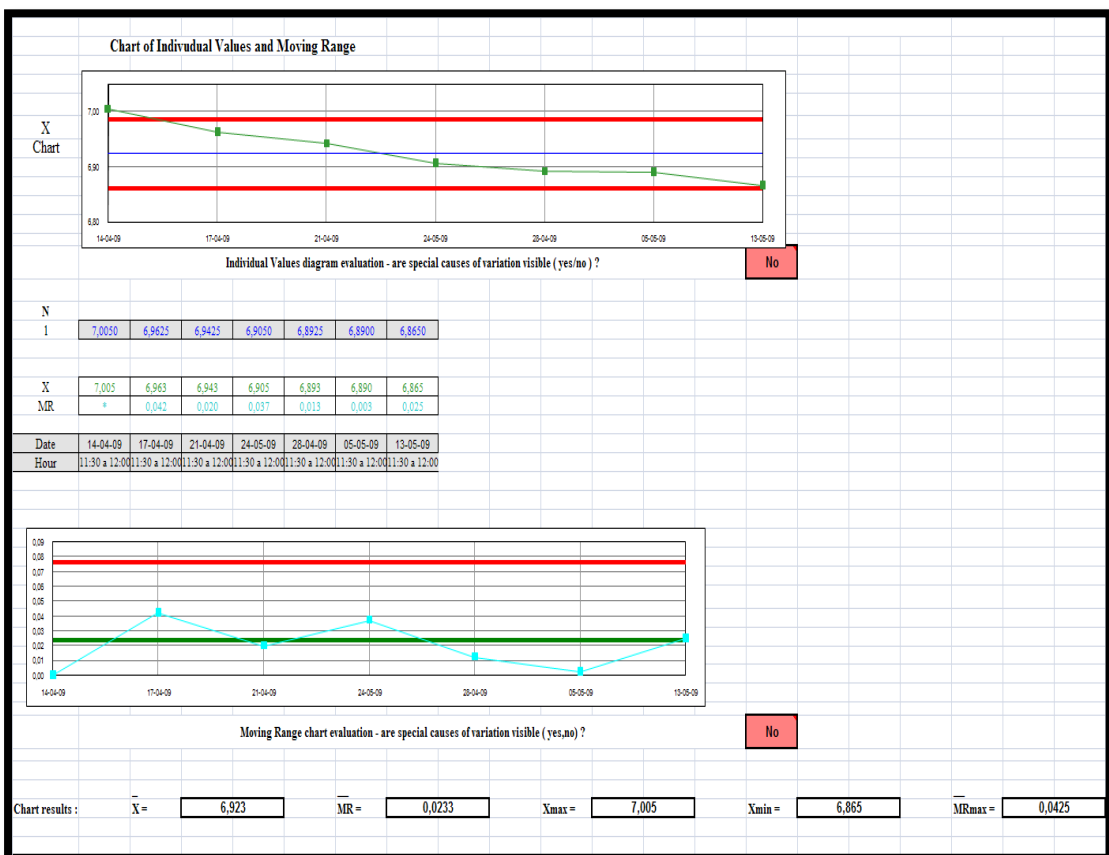 Chart of Indivudual Values and Moving Range
X
Chart
7,00
6,90
6,80
14-04-09 17-04-09 21-04-09 24-05-09 28-04-09 05-05-09 13-05-09
Individual Values diagram evaluation - are special causes of variation visible ( yes/no ) ? No
N
1 7,0050 6,9625 6,9425 6,9050 6,8925 6,8900 6,8650
X 7,005 6,963 6,943 6,905 6,893 6,890 6,865
MR * 0,042 0,020 0,037 0,013 0,003 0,025
Date 14-04-09 17-04-09 21-04-09 24-05-09 28-04-09 05-05-09 13-05-09
Hour 11:30 a 12:00 11:30 a 12:00 11:30 a 12:00 11:30 a 12:00 11:30 a 12:00 11:30 a 12:00 11:30 a 12:00
0,09
0,08
0,07
0,06
0,05
0,04
0,03
0,02
0,01
0,00
14-04-09 17-04-09 21-04-09 24-05-09 28-04-09 05-05-09 13-05-09
Moving Range chart evaluation - are special causes of variation visible ( yes,no) ? No
Chart results : X = 6,923 MR = 0,0233 Xmax = 7,005 Xmin = 6,865 MRmax = 0,0425